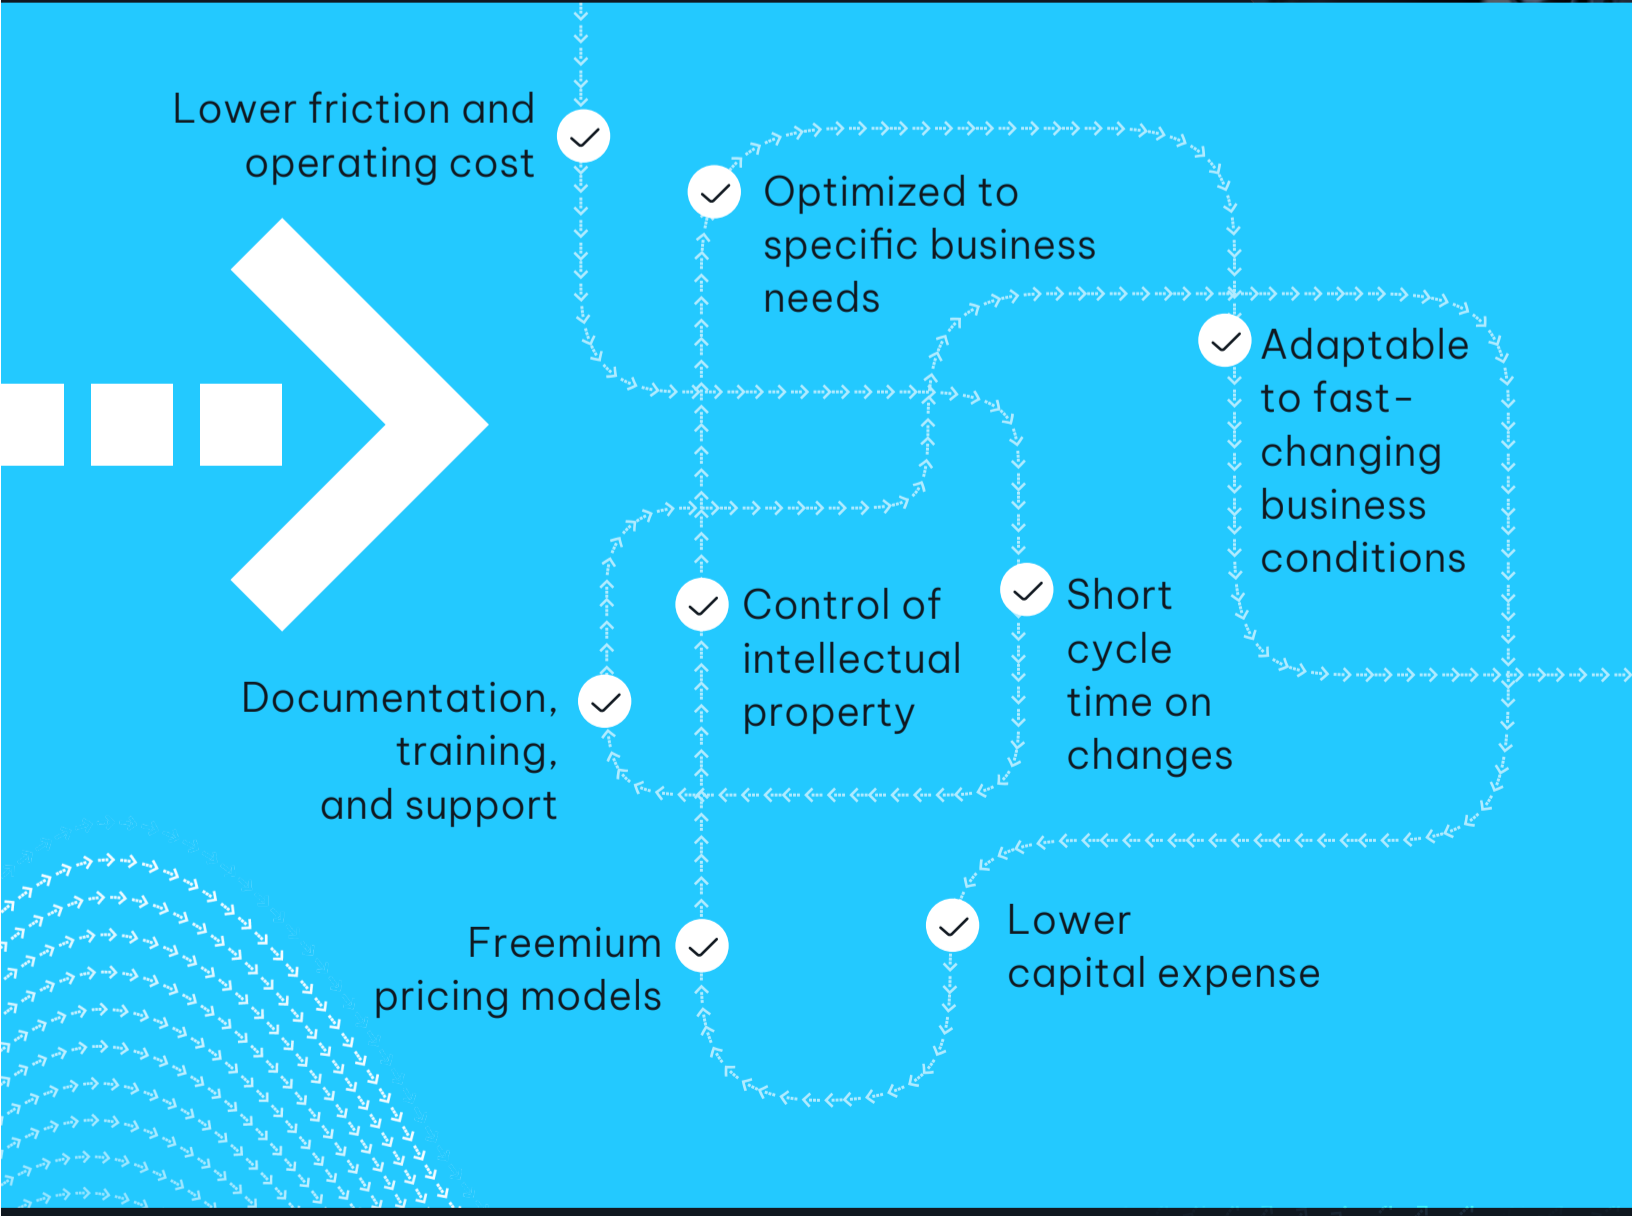 Lower friction and
operating cost
Optimized to
specific business
needs
Adaptable
to fast-
changing
business
conditions
Control of
intellectual
property
Short
cycle
time on
changes
Documentation,
training,
and support
Freemium
pricing models
Lower
capital expense